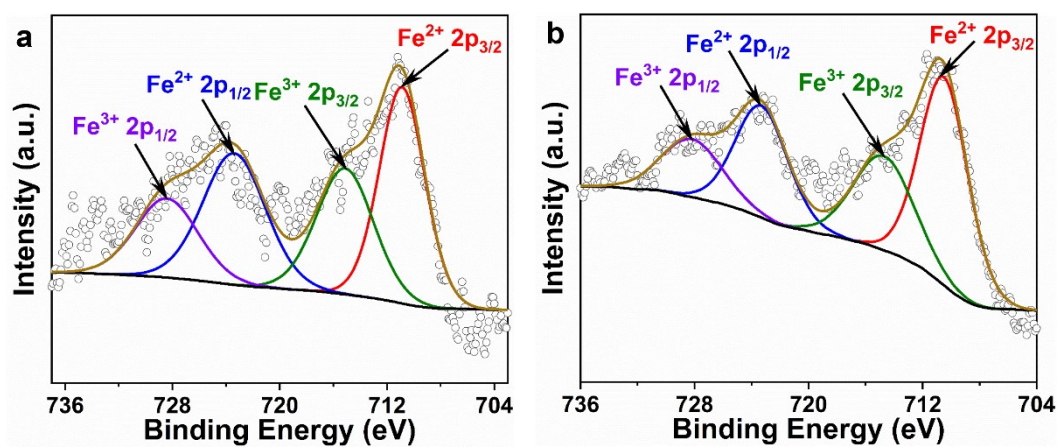 a
Fe²⁺ 2p₃/₂
Fe²⁺ 2p₁/₂
Fe³⁺ 2p₃/₂
Fe³⁺ 2p₁/₂
Intensity (a.u.)
736 728 720 712 704
Binding Energy (eV)
b
Fe²⁺ 2p₃/₂
Fe²⁺ 2p₁/₂
Fe³⁺ 2p₃/₂
Fe³⁺ 2p₁/₂
Intensity (a.u.)
736 728 720 712 704
Binding Energy (eV)